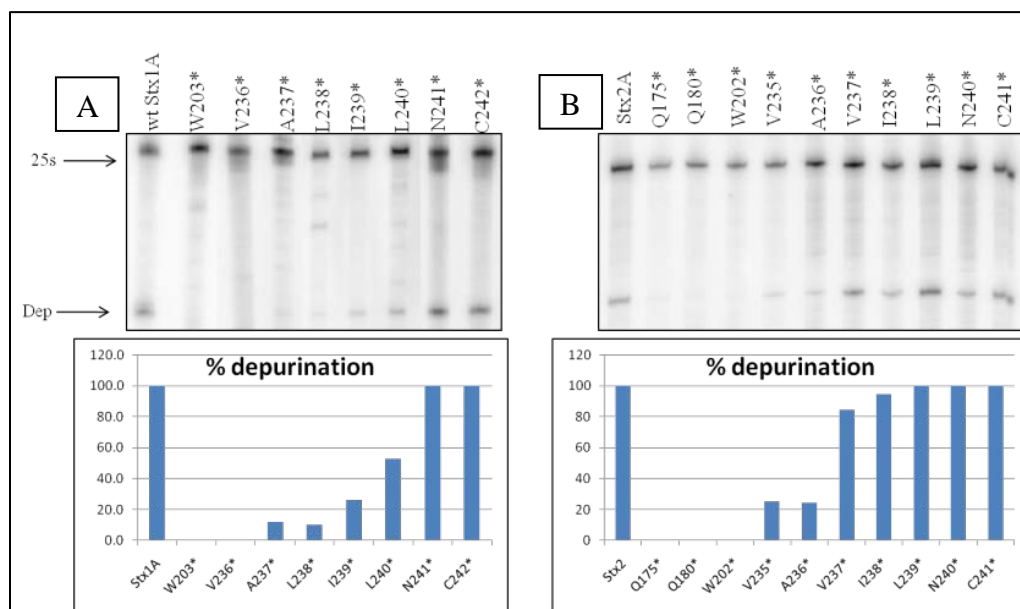 A
wt Stx1A
W203*
V236*
A237*
L238*
I239*
L240*
N241*
C242*
25s
Dep
% depurination
120.0
100.0
80.0
60.0
40.0
20.0
0.0
Stx1A
W203*
V236*
A237*
L238*
I239*
L240*
N241*
C242*
B
Stx2A
Q175*
Q180*
W202*
V235*
A236*
V237*
I238*
L239*
N240*
C241*
% depurination
120
100
80
60
40
20
0
Stx2
Q175*
Q180*
W202*
V235*
A236*
V237*
I238*
L239*
N240*
C241*